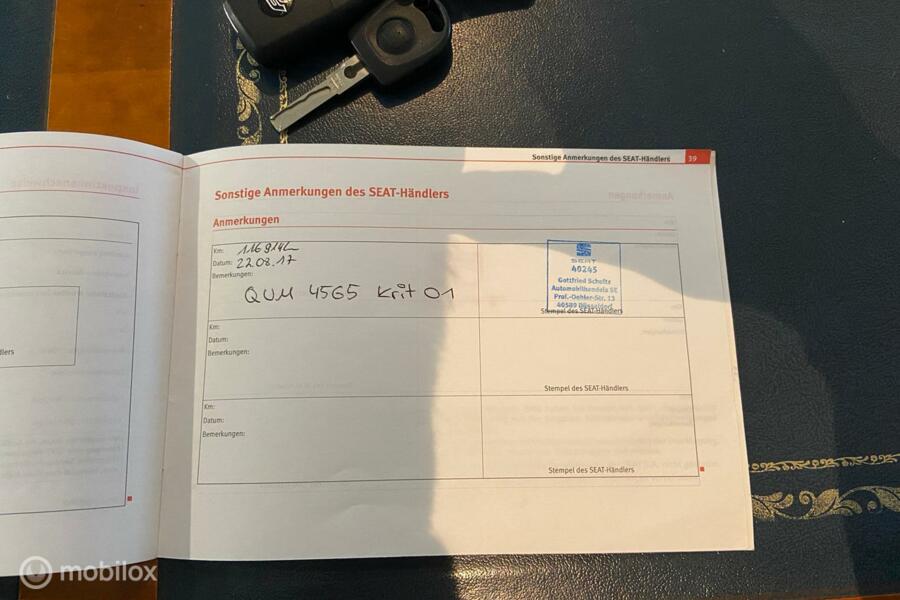 Sonstige Anmerkungen des SEAT-Händlers 39
Sonstige Anmerkungen des SEAT-Händlers
Anmerkungen
Km:
Datum: 22.08.17
Bemerkungen:
QUM 4565 Krit 01
SEAT
40245
Gottfried Schultz
Automobilhandels SE
Prof.-Oehler-Str. 13
40589 Düsseldorf
Stempel des SEAT-Händlers
Km:
Datum:
Bemerkungen:
Stempel des SEAT-Händlers
Km:
Datum:
Bemerkungen:
Stempel des SEAT-Händlers
mobilox